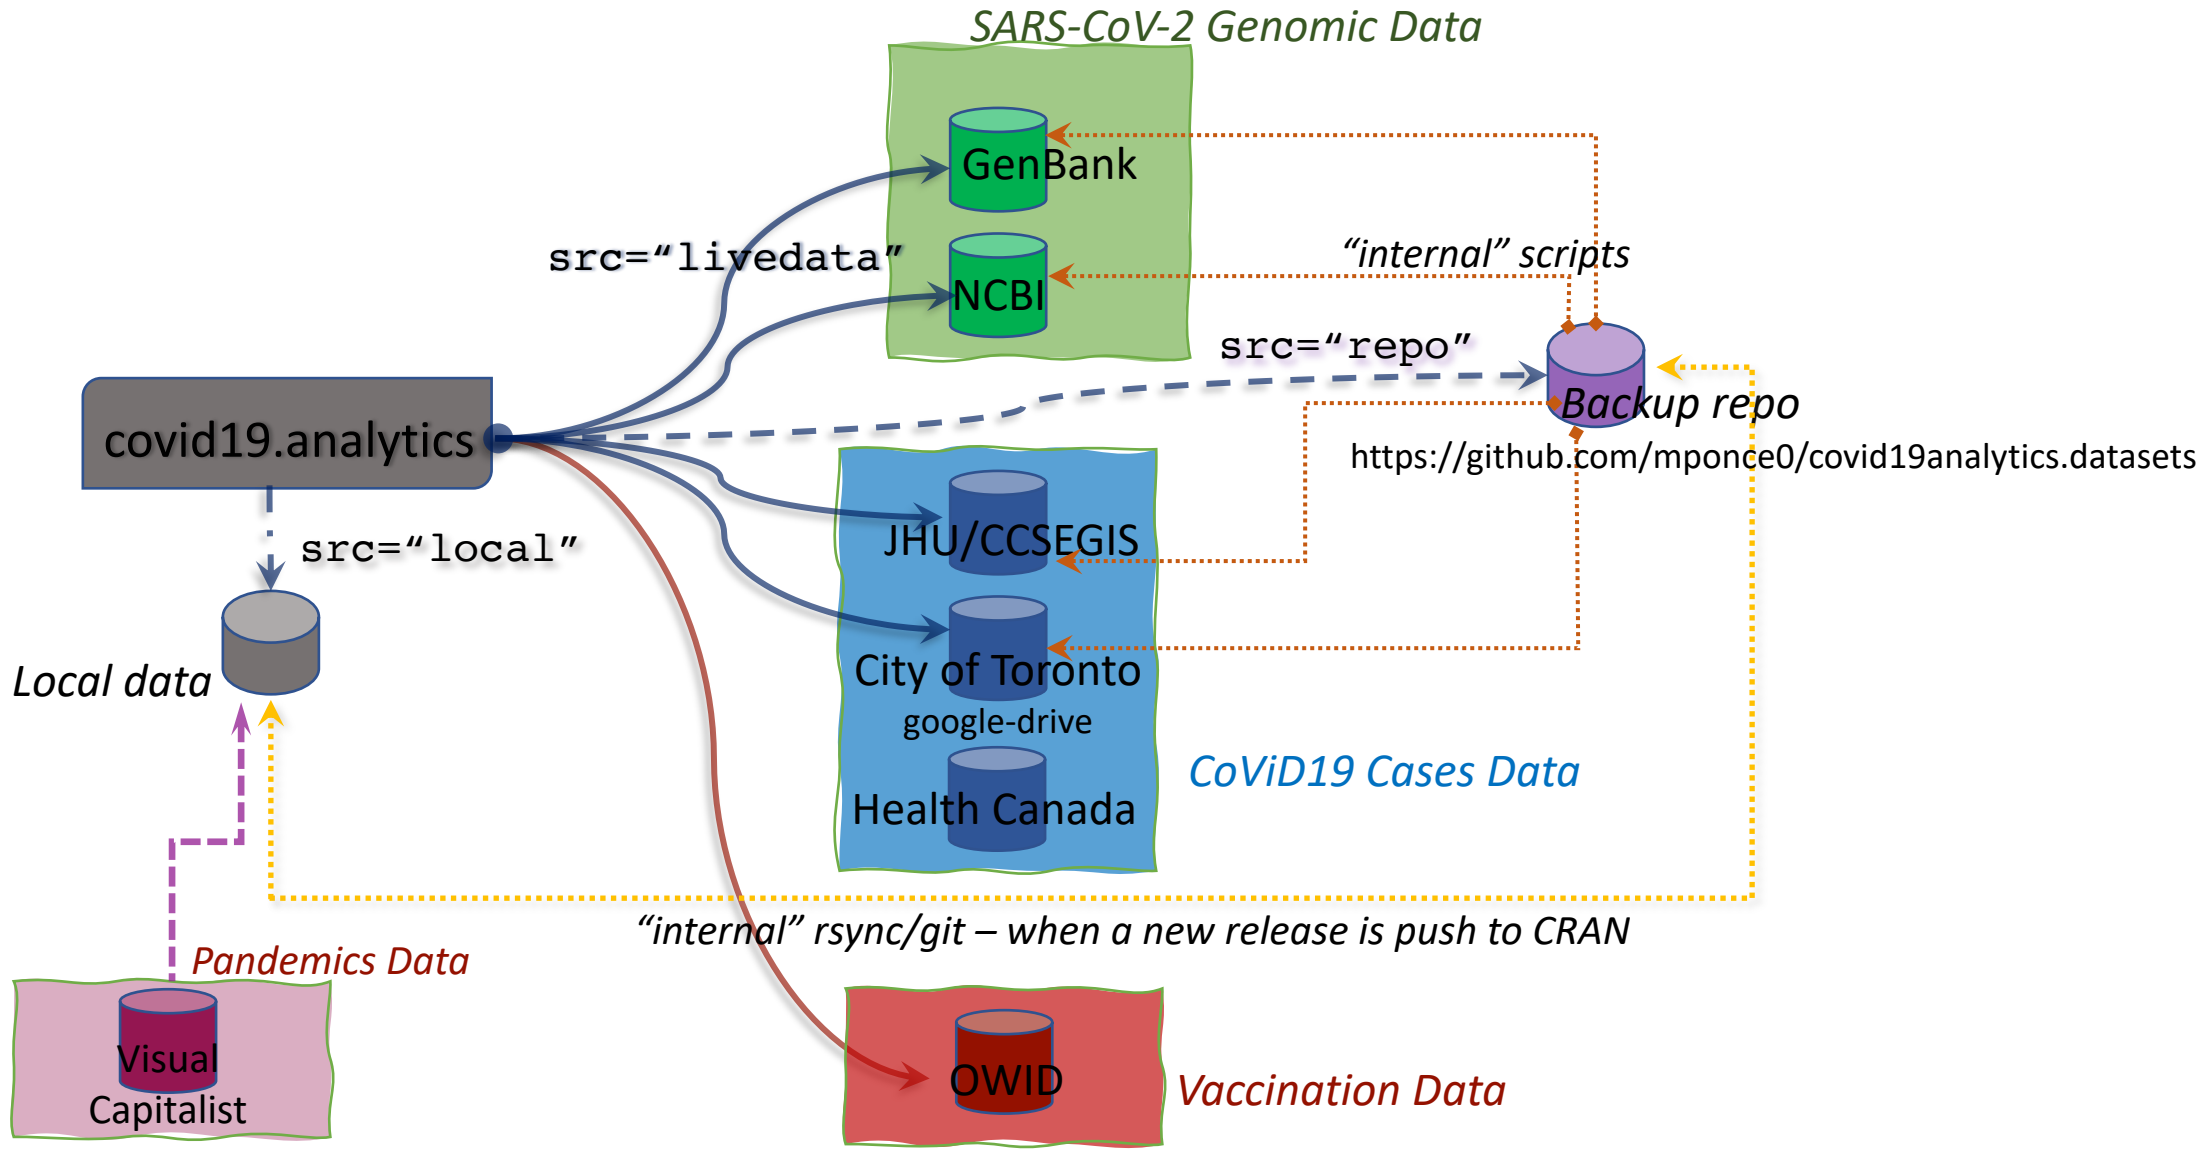 SARS-CoV-2 Genomic Data
GenBank
src=“livedata”
“internal” scripts
NCBI
src=“repo”
Backup repo
covid19.analytics
https://github.com/mponce0/covid19analytics.datasets
JHU/CCSEGIS
src=“local”
City of Toronto
Local data
google-drive
CoViD19 Cases Data
Health Canada
“internal” rsync/git – when a new release is push to CRAN
Pandemics Data
Visual
Capitalist
OWID
Vaccination Data